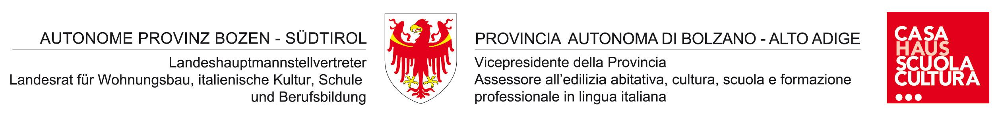 AUTONOME PROVINZ BOZEN - SÜDTIROL
Landeshauptmannstellvertreter
Landesrat für Wohnungsbau, italienische Kultur, Schule
und Berufsbildung
PROVINCIA AUTONOMA DI BOLZANO - ALTO ADIGE
Vicepresidente della Provincia
Assessore all’edilizia abitativa, cultura, scuola e formazione
professionale in lingua italiana
CASA
HAUS
SCUOLA
CULTURA
...